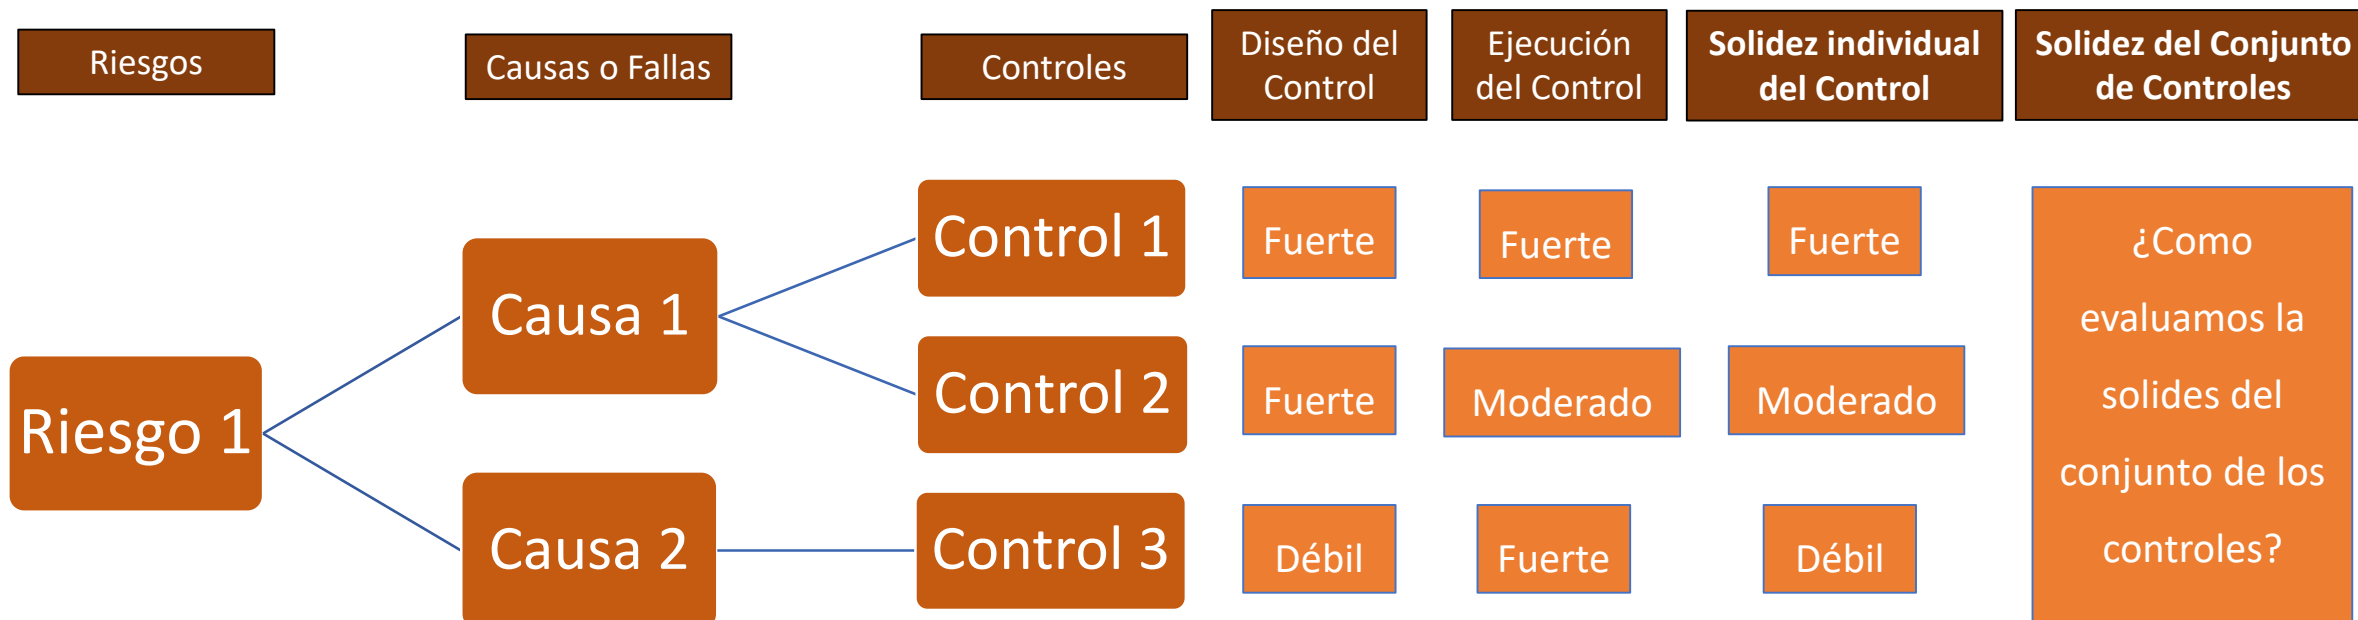 Riesgos
Causas o Fallas
Controles
Diseño del
Control
Ejecución
del Control
Solidez individual
del Control
Solidez del Conjunto
de Controles
Riesgo 1
Causa 1
Causa 2
Control 1
Fuerte
Fuerte
Fuerte
Control 2
Fuerte
Moderado
Moderado
Control 3
Débil
Fuerte
Débil
¿Como
evaluamos la
solides del
conjunto de los
controles?